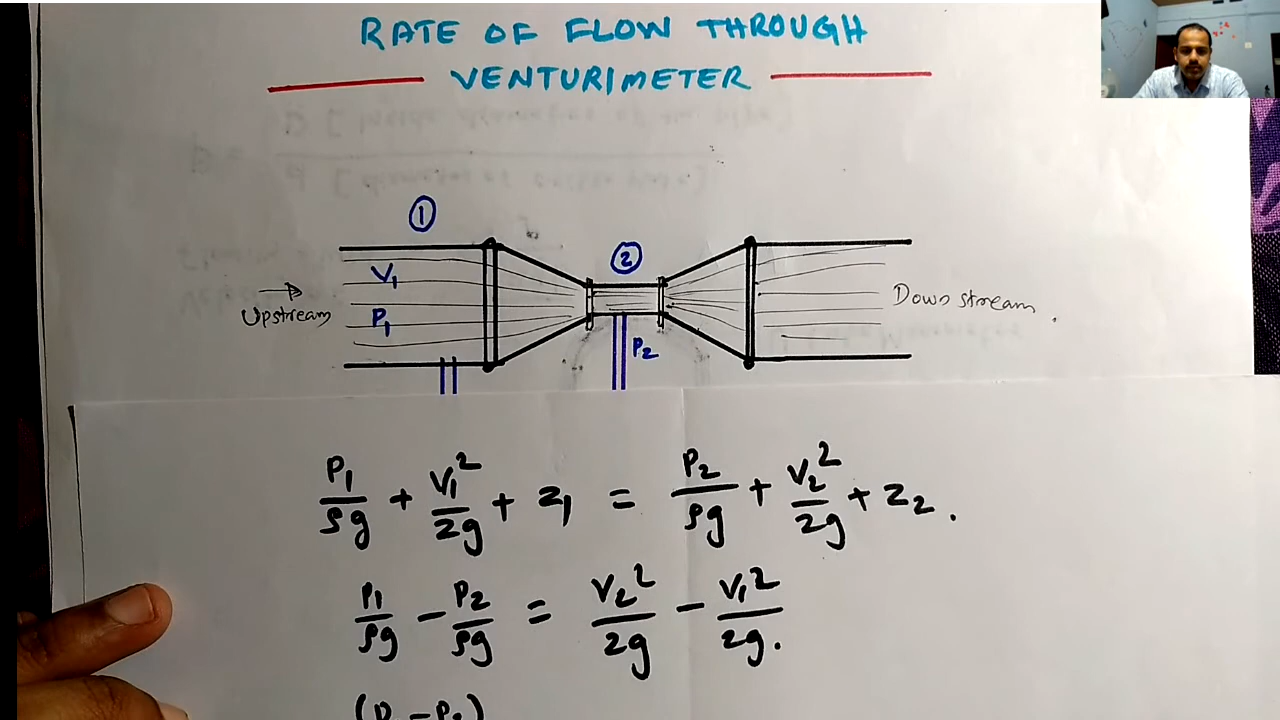 RATE OF FLOW THROUGH
VENTURIMETER
①
②
V₁
Upstream
P₁
Down stream.
P₂
P₁/ρg + V₁²/2g + Z₁ = P₂/ρg + V₂²/2g + Z₂.
P₁/ρg − P₂/ρg = V₂²/2g − V₁²/2g.